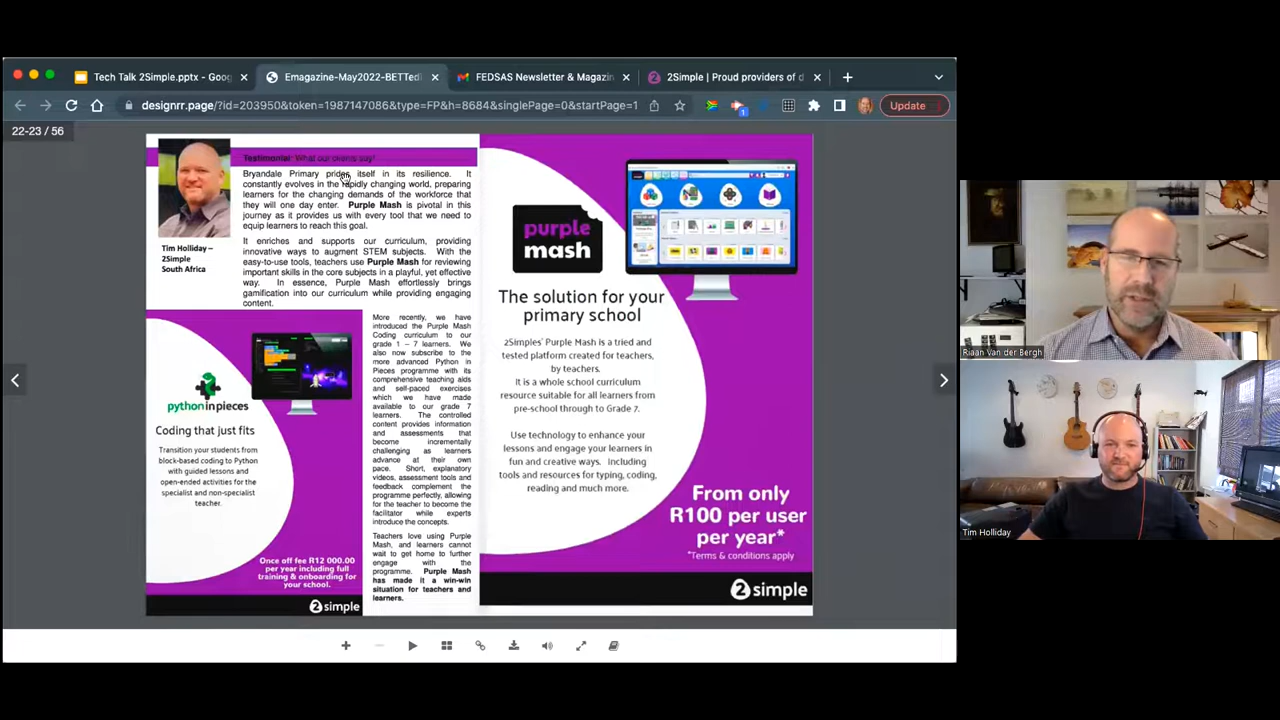 Tech Talk 2Simple.pptx - Goog
Emagazine-May2022-BETTedi
FEDSAS Newsletter & Magazin
2Simple | Proud providers of d
designrr.page/?id=203950&token=1987147086&type=FP&h=8684&singlePage=0&startPage=1
1
Update
22-23 / 56
Testimonial: What our clients say!
Bryandale Primary prides itself in its resilience. It
constantly evolves in the rapidly changing world, preparing
learners for the changing demands of the workforce that
they will one day enter. Purple Mash is pivotal in this
journey as it provides us with every tool that we need to
equip learners to reach this goal.
It enriches and supports our curriculum, providing
innovative ways to augment STEM subjects. With the
easy-to-use tools, teachers use Purple Mash for reviewing
important skills in the core subjects in a playful, yet effective
way. In essence, Purple Mash effortlessly brings
gamification into our curriculum while providing engaging
content.
Tim Holliday –
2Simple
South Africa
More recently, we have
introduced the Purple Mash
Coding curriculum to our
grade 1 – 7 learners. We
also now subscribe to the
more advanced Python in
Pieces programme with its
comprehensive teaching aids
and self-paced exercises
which we have made
available to our grade 7
learners. The controlled
content provides information
and assessments that
become incrementally
challenging as learners
advance at their own
pace. Short, explanatory
videos, assessment tools and
feedback complement the
programme perfectly, allowing
for the teacher to become the
facilitator while experts
introduce the concepts.
Teachers love using Purple
Mash, and learners cannot
wait to get home to further
engage with the
programme. Purple Mash
has made it a win-win
situation for teachers and
learners.
pythoninpieces
Coding that just fits
Transition your students from
block-based coding to Python
with guided lessons and
open-ended activities for the
specialist and non-specialist
teacher.
Once off fee R12 000.00
per year including full
training & onboarding for
your school.
2simple
purple
mash
The solution for your
primary school
2Simples' Purple Mash is a tried and
tested platform created for teachers,
by teachers.
It is a whole school curriculum
resource suitable for all learners from
pre-school through to Grade 7.
Use technology to enhance your
lessons and engage your learners in
fun and creative ways. Including
tools and resources for typing, coding,
reading and much more.
From only
R100 per user
per year*
*Terms & conditions apply
2simple
Riaan Van der Bergh
Tim Holliday